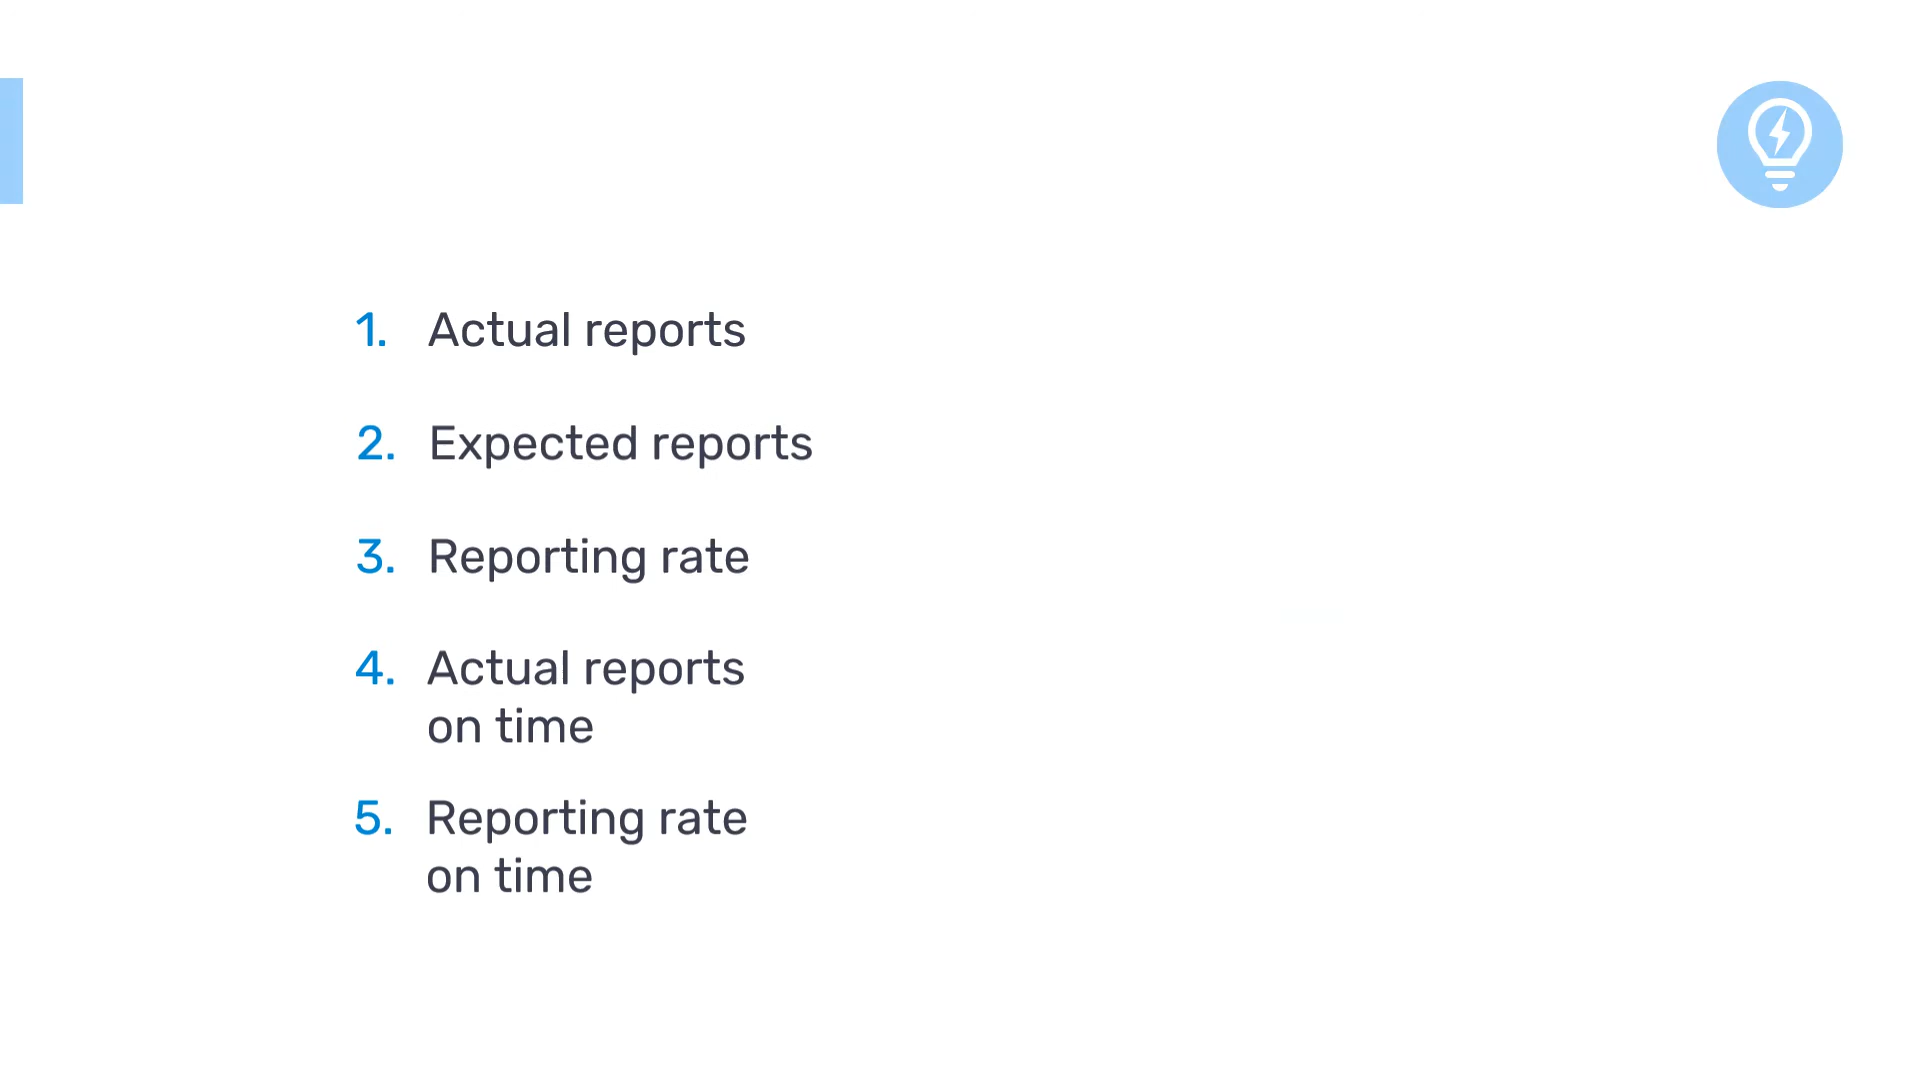 1. Actual reports
2. Expected reports
3. Reporting rate
4. Actual reports
on time
5. Reporting rate
on time